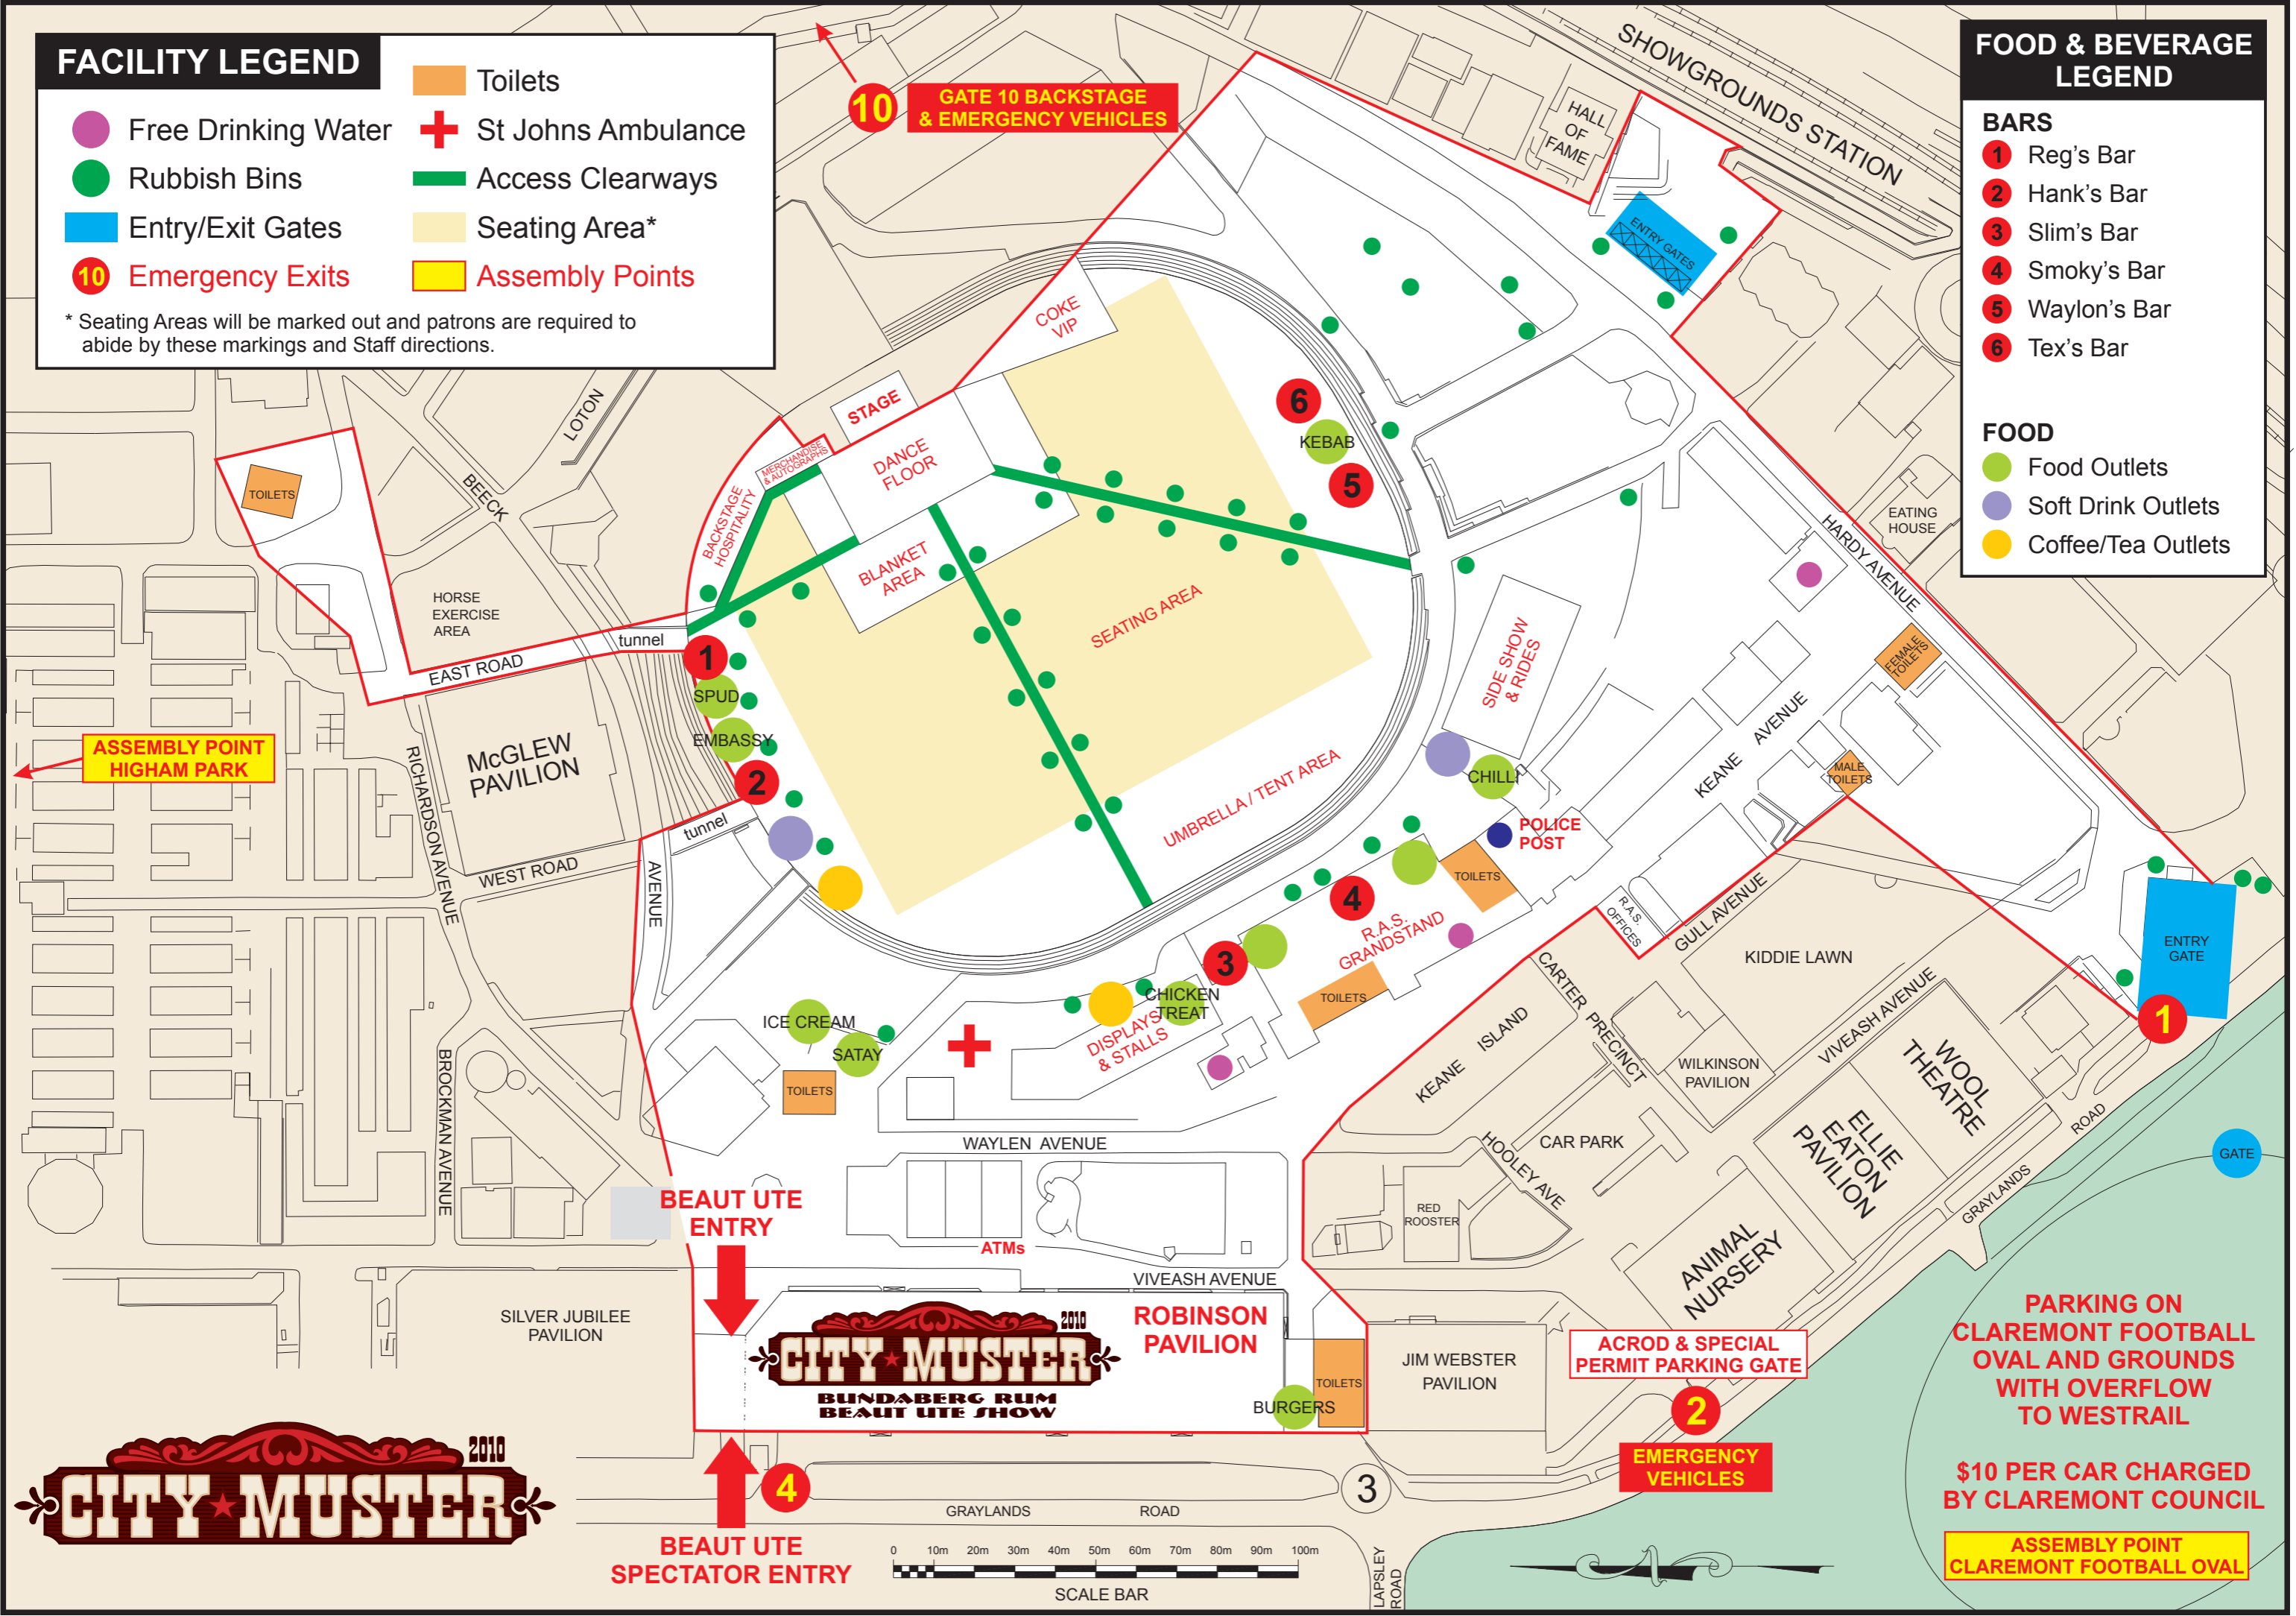 FACILITY LEGEND
Free Drinking Water
Rubbish Bins
Entry/Exit Gates
10 Emergency Exits
Toilets
St Johns Ambulance
Access Clearways
Seating Area*
Assembly Points
* Seating Areas will be marked out and patrons are required to
abide by these markings and Staff directions.
10
GATE 10 BACKSTAGE
& EMERGENCY VEHICLES
SHOWGROUNDS STATION
HALL
OF
FAME
ENTRY GATES
FOOD & BEVERAGE
LEGEND
BARS
1 Reg's Bar
2 Hank's Bar
3 Slim's Bar
4 Smoky's Bar
5 Waylon's Bar
6 Tex's Bar
FOOD
Food Outlets
Soft Drink Outlets
Coffee/Tea Outlets
COKE
VIP
STAGE
MERCHANDISE
& AUTOGRAPHS
DANCE
FLOOR
BACKSTAGE
HOSPITALITY
BLANKET
AREA
SEATING AREA
UMBRELLA / TENT AREA
6
KEBAB
5
LOTON
BEECK
AVENUE
TOILETS
HORSE
EXERCISE
AREA
EAST ROAD
tunnel
1
SPUD
EMBASSY
2
tunnel
McGLEW
PAVILION
WEST ROAD
RICHARDSON AVENUE
BROCKMAN AVENUE
ASSEMBLY POINT
HIGHAM PARK
SIDE SHOW
& RIDES
CHILLI
POLICE
POST
TOILETS
4
R.A.S.
GRANDSTAND
TOILETS
3
CHICKEN
TREAT
DISPLAYS
& STALLS
ICE CREAM
SATAY
TOILETS
HARDY AVENUE
EATING
HOUSE
FEMALE
TOILETS
KEANE AVENUE
MALE
TOILETS
R.A.S.
OFFICES
GULL AVENUE
KIDDIE LAWN
ENTRY
GATE
1
CARTER PRECINCT
KEANE ISLAND
WILKINSON
PAVILION
VIVEASH AVENUE
WOOL
THEATRE
ELLIE
EATON
PAVILION
CAR PARK
HOOLEY AVE
RED
ROOSTER
ANIMAL
NURSERY
GRAYLANDS ROAD
GATE
WAYLEN AVENUE
ATMs
VIVEASH AVENUE
BEAUT UTE
ENTRY
SILVER JUBILEE
PAVILION
2010
CITY MUSTER
BUNDABERG RUM
BEAUT UTE SHOW
ROBINSON
PAVILION
BURGERS
TOILETS
JIM WEBSTER
PAVILION
ACROD & SPECIAL
PERMIT PARKING GATE
2
EMERGENCY
VEHICLES
PARKING ON
CLAREMONT FOOTBALL
OVAL AND GROUNDS
WITH OVERFLOW
TO WESTRAIL
$10 PER CAR CHARGED
BY CLAREMONT COUNCIL
ASSEMBLY POINT
CLAREMONT FOOTBALL OVAL
2010
CITY MUSTER
4
3
GRAYLANDS ROAD
BEAUT UTE
SPECTATOR ENTRY
0 10m 20m 30m 40m 50m 60m 70m 80m 90m 100m
SCALE BAR
LAPSLEY
ROAD
N